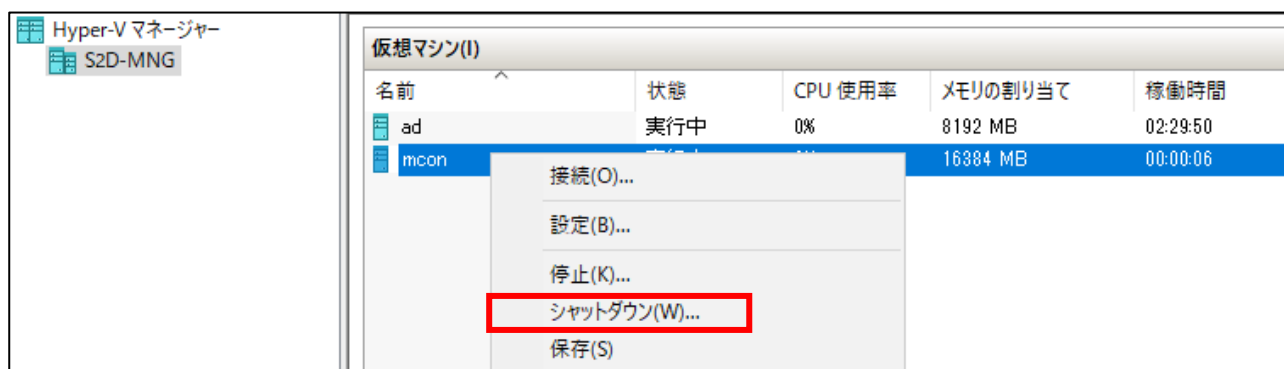 Hyper-V マネージャー
S2D-MNG
仮想マシン(I)
名前 状態 CPU 使用率 メモリの割り当て 稼働時間
ad 実行中 0% 8192 MB 02:29:50
mcon 16384 MB 00:00:06
接続(O)...
設定(B)...
停止(K)...
シャットダウン(W)...
保存(S)